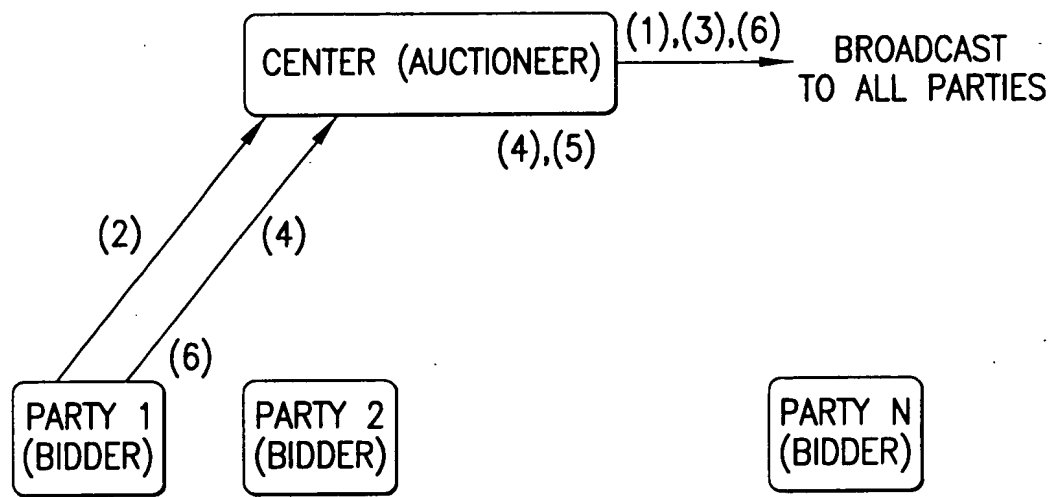 CENTER (AUCTIONEER)
(1),(3),(6)
BROADCAST
TO ALL PARTIES
(4),(5)
(2)
(4)
(6)
PARTY 1
(BIDDER)
PARTY 2
(BIDDER)
PARTY N
(BIDDER)